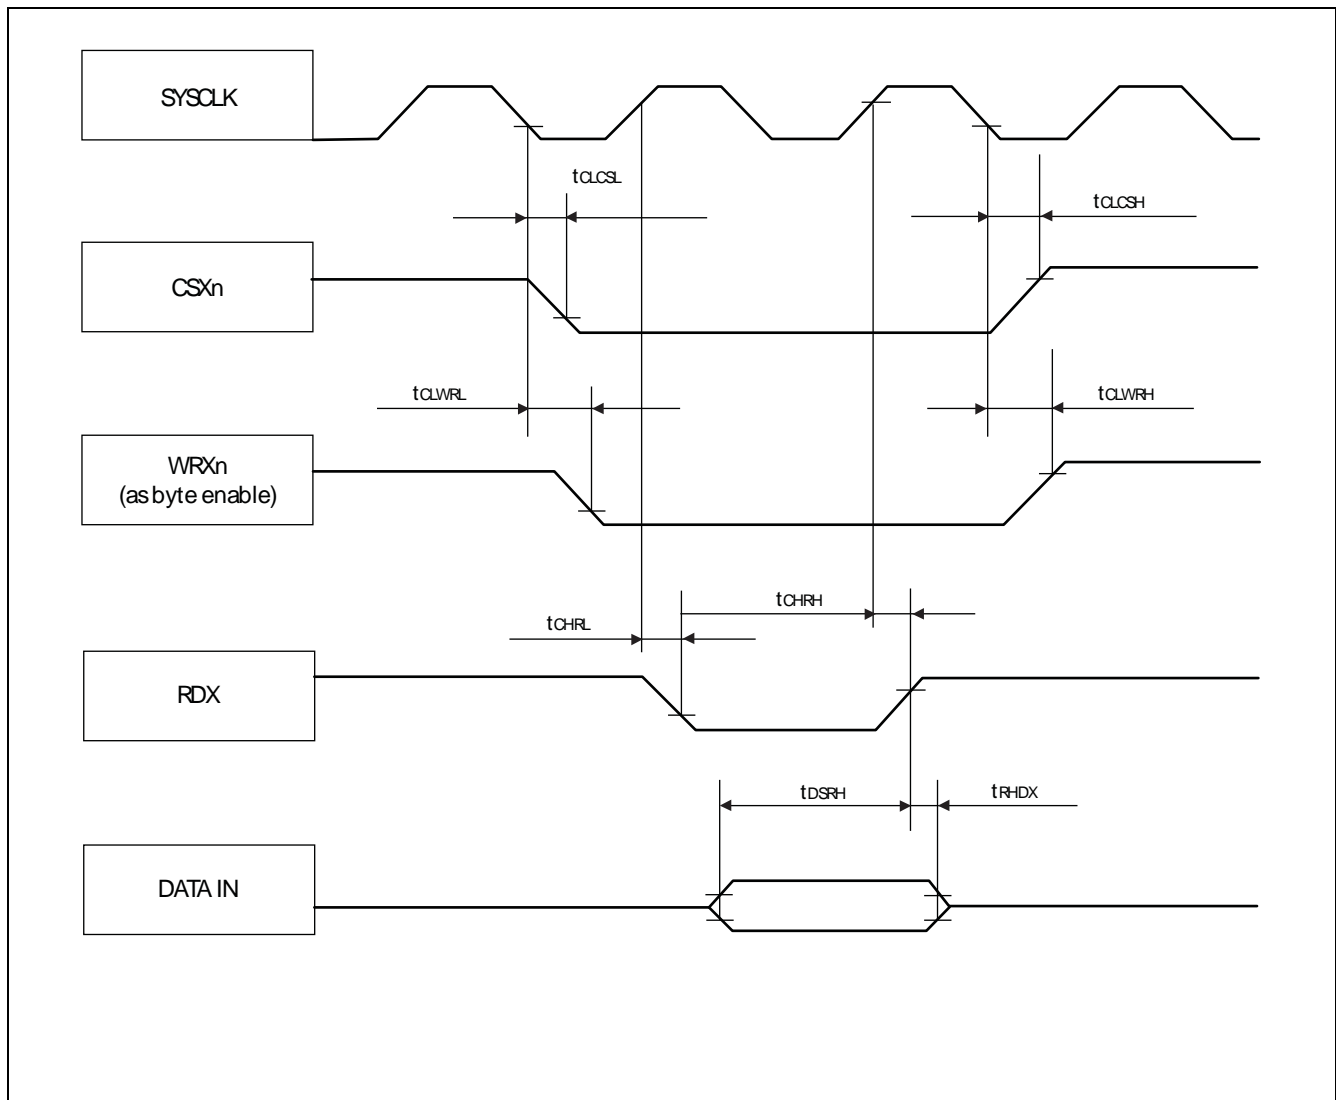 SYSCLK
tCLCSL
tCLCSH
CSXn
tCLWRL
tCLWRH
WRXn
(as byte enable)
tCHRH
tCHRL
RDX
tDSRH
tRHDX
DATA IN